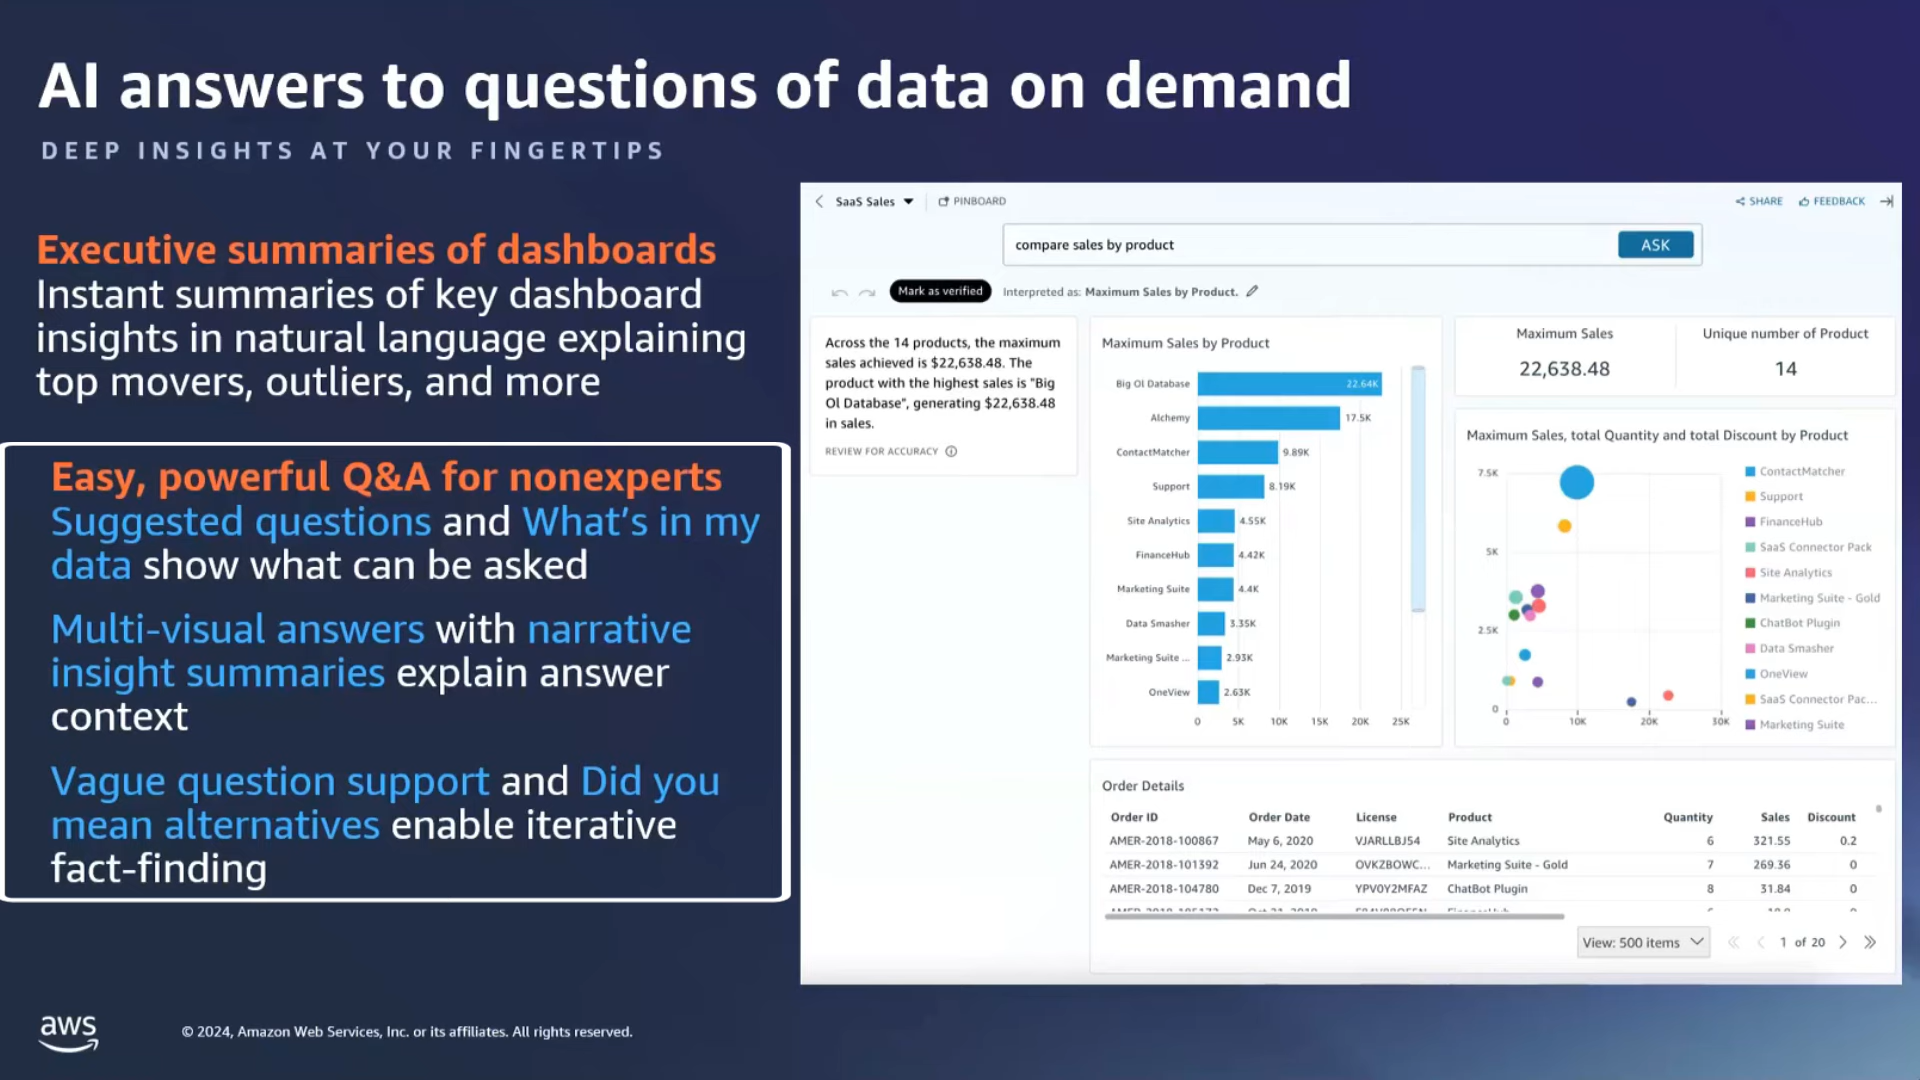 AI answers to questions of data on demand
DEEP INSIGHTS AT YOUR FINGERTIPS
Executive summaries of dashboards
Instant summaries of key dashboard
insights in natural language explaining
top movers, outliers, and more
Easy, powerful Q&A for nonexperts
Suggested questions and What's in my
data show what can be asked
Multi-visual answers with narrative
insight summaries explain answer
context
Vague question support and Did you
mean alternatives enable iterative
fact-finding
SaaS Sales
PINBOARD
SHARE
FEEDBACK
compare sales by product
ASK
Mark as verified
Interpreted as: Maximum Sales by Product.
Across the 14 products, the maximum
sales achieved is $22,638.48. The
product with the highest sales is "Big
Ol Database", generating $22,638.48
in sales.
REVIEW FOR ACCURACY
Maximum Sales by Product
Big Ol Database 22.64K
Alchemy 17.5K
ContactMatcher 9.89K
Support 8.19K
Site Analytics 4.55K
FinanceHub 4.42K
Marketing Suite 4.4K
Data Smasher 3.35K
Marketing Suite ... 2.93K
OneView 2.63K
0 5K 10K 15K 20K 25K
Maximum Sales
22,638.48
Unique number of Product
14
Maximum Sales, total Quantity and total Discount by Product
7.5K
5K
2.5K
0
0 10K 20K 30K
ContactMatcher
Support
FinanceHub
SaaS Connector Pack
Site Analytics
Marketing Suite - Gold
ChatBot Plugin
Data Smasher
OneView
SaaS Connector Pac...
Marketing Suite
Order Details
Order ID Order Date License Product Quantity Sales Discount
AMER-2018-100867 May 6, 2020 VJARLLBJ54 Site Analytics 6 321.55 0.2
AMER-2018-101392 Jun 24, 2020 OVKZBOWC... Marketing Suite - Gold 7 269.36 0
AMER-2018-104780 Dec 7, 2019 YPV0Y2MFAZ ChatBot Plugin 8 31.84 0
View: 500 items
1 of 20
aws
© 2024, Amazon Web Services, Inc. or its affiliates. All rights reserved.